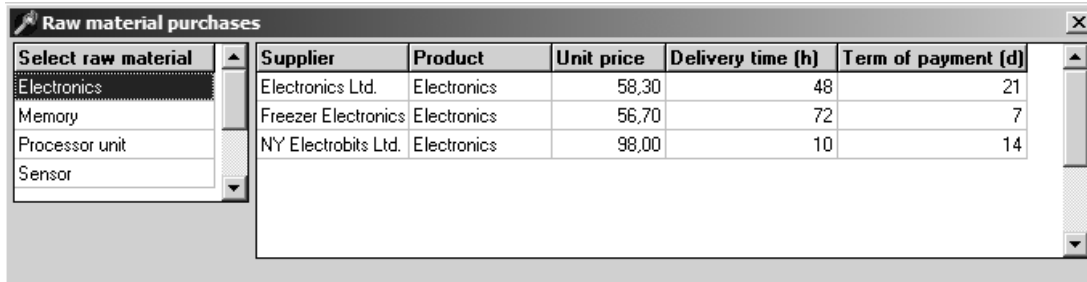 Raw material purchases
Select raw material Supplier Product Unit price Delivery time (h) Term of payment (d)
Electronics Electronics Ltd. Electronics 58,30 48 21
Memory Freezer Electronics Electronics 56,70 72 7
Processor unit NY Electrobits Ltd. Electronics 98,00 10 14
Sensor